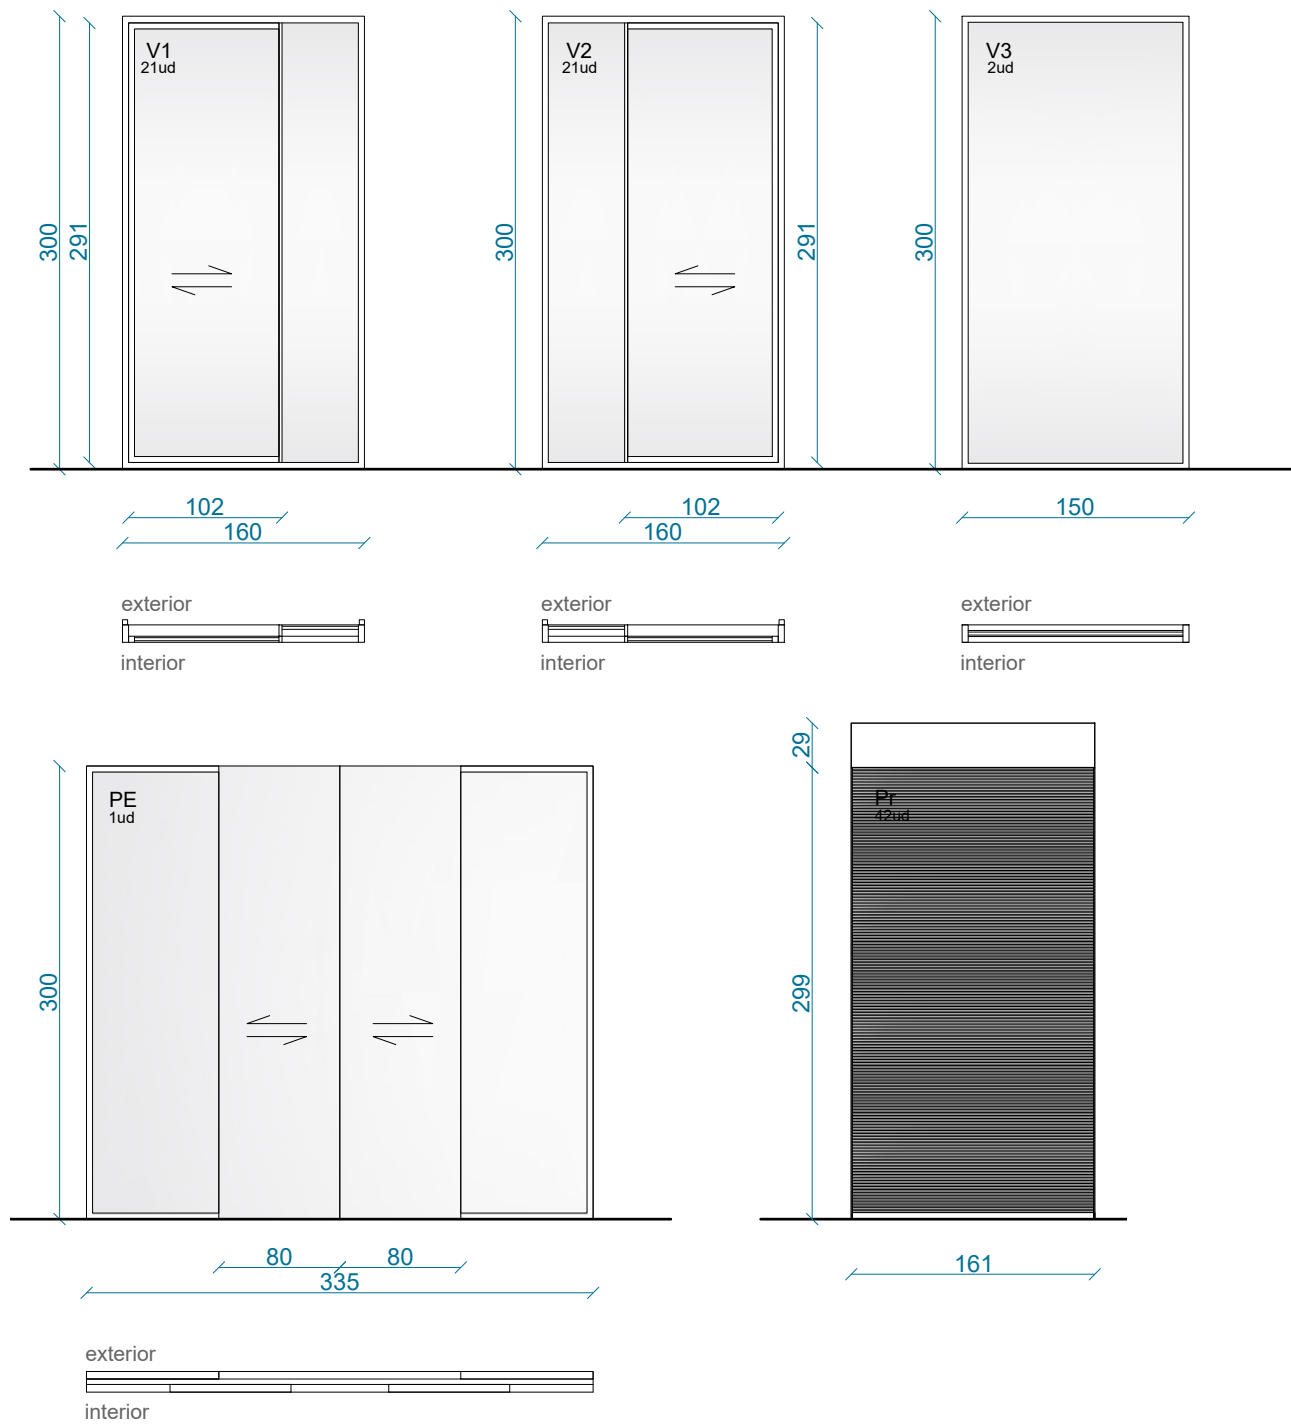 V1
21ud
300
291
102
160
exterior
interior
V2
21ud
300
291
102
160
exterior
interior
V3
2ud
300
150
exterior
interior
PE
1ud
300
80
80
335
exterior
interior
29
Pr
42ud
299
161